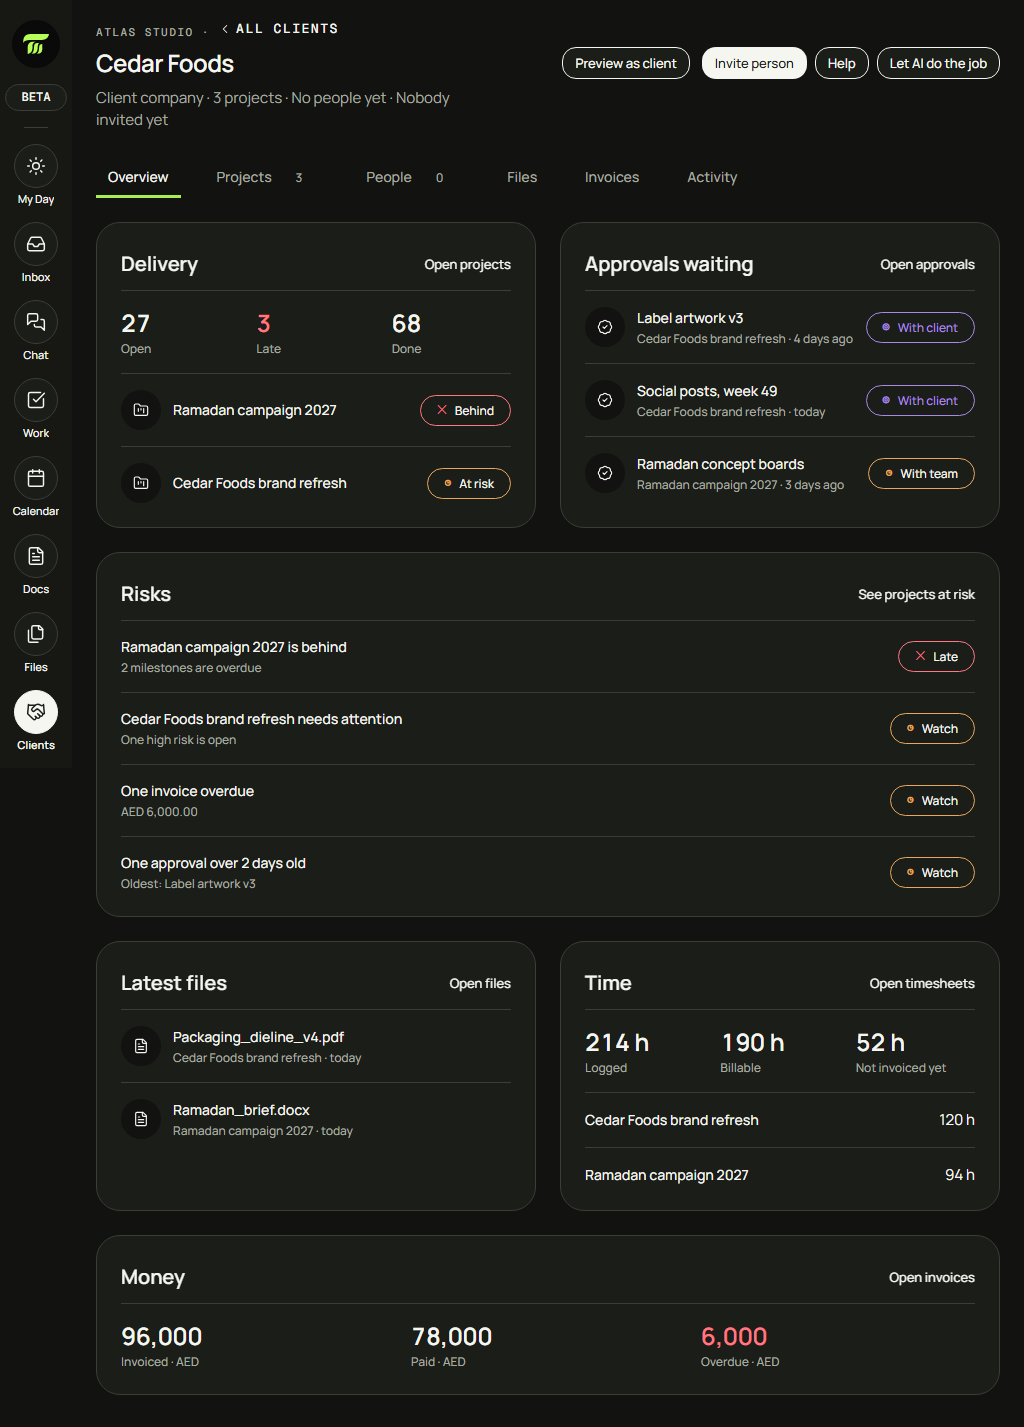 ATLAS STUDIO · ALL CLIENTS
Cedar Foods
Client company · 3 projects · No people yet · Nobody
invited yet
Preview as client
Invite person
Help
Let AI do the job
BETA
My Day
Inbox
Chat
Work
Calendar
Docs
Files
Clients
Overview
Projects 3
People 0
Files
Invoices
Activity
Delivery
Open projects
27
Open
3
Late
68
Done
Ramadan campaign 2027
Behind
Cedar Foods brand refresh
At risk
Approvals waiting
Open approvals
Label artwork v3
Cedar Foods brand refresh · 4 days ago
With client
Social posts, week 49
Cedar Foods brand refresh · today
With client
Ramadan concept boards
Ramadan campaign 2027 · 3 days ago
With team
Risks
See projects at risk
Ramadan campaign 2027 is behind
2 milestones are overdue
Late
Cedar Foods brand refresh needs attention
One high risk is open
Watch
One invoice overdue
AED 6,000.00
Watch
One approval over 2 days old
Oldest: Label artwork v3
Watch
Latest files
Open files
Packaging_dieline_v4.pdf
Cedar Foods brand refresh · today
Ramadan_brief.docx
Ramadan campaign 2027 · today
Time
Open timesheets
214 h
Logged
190 h
Billable
52 h
Not invoiced yet
Cedar Foods brand refresh
120 h
Ramadan campaign 2027
94 h
Money
Open invoices
96,000
Invoiced · AED
78,000
Paid · AED
6,000
Overdue · AED